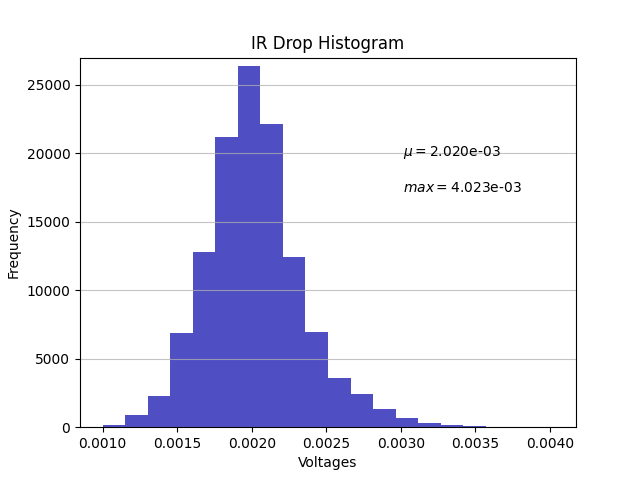 IR Drop Histogram
25000
20000
15000
10000
5000
0
Frequency
μ = 2.020e-03
max = 4.023e-03
0.0010 0.0015 0.0020 0.0025 0.0030 0.0035 0.0040
Voltages